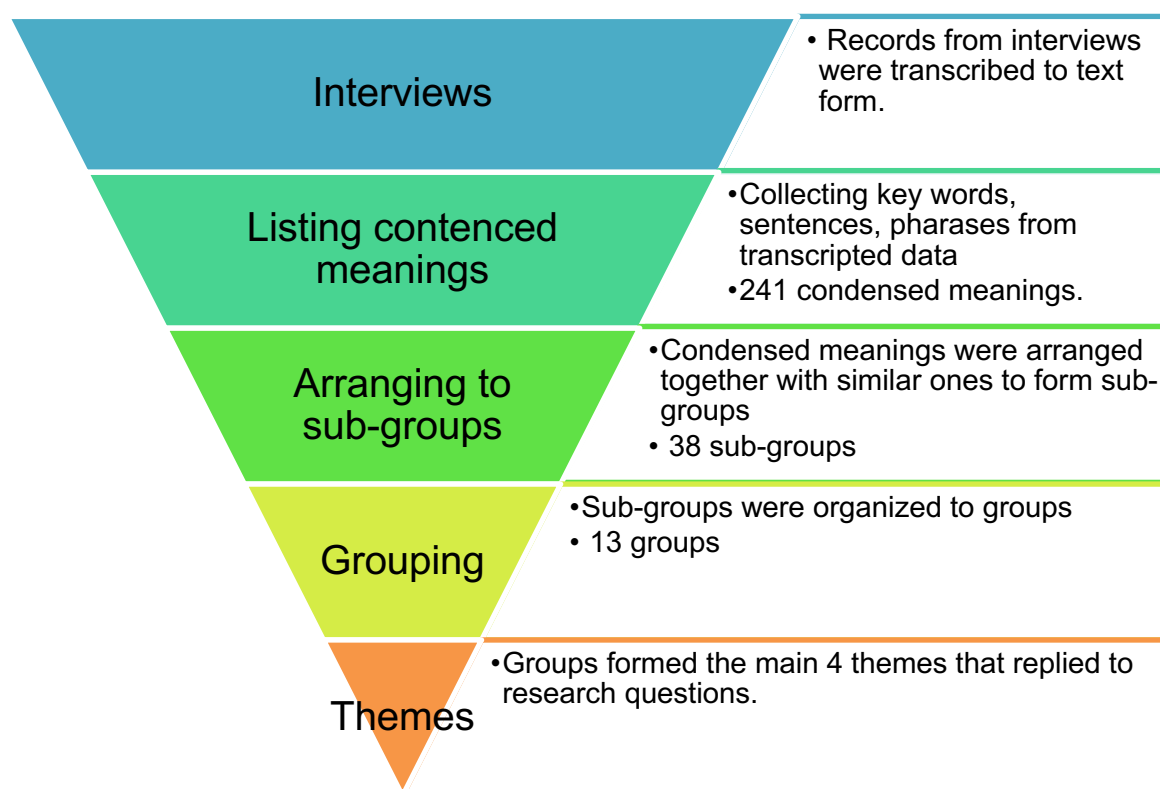 Interviews
• Records from interviews
were transcribed to text
form.
Listing contenced
meanings
•Collecting key words,
sentences, pharases from
transcripted data
•241 condensed meanings.
Arranging to
sub-groups
•Condensed meanings were arranged
together with similar ones to form sub-
groups
• 38 sub-groups
Grouping
•Sub-groups were organized to groups
• 13 groups
Themes
•Groups formed the main 4 themes that replied to
research questions.